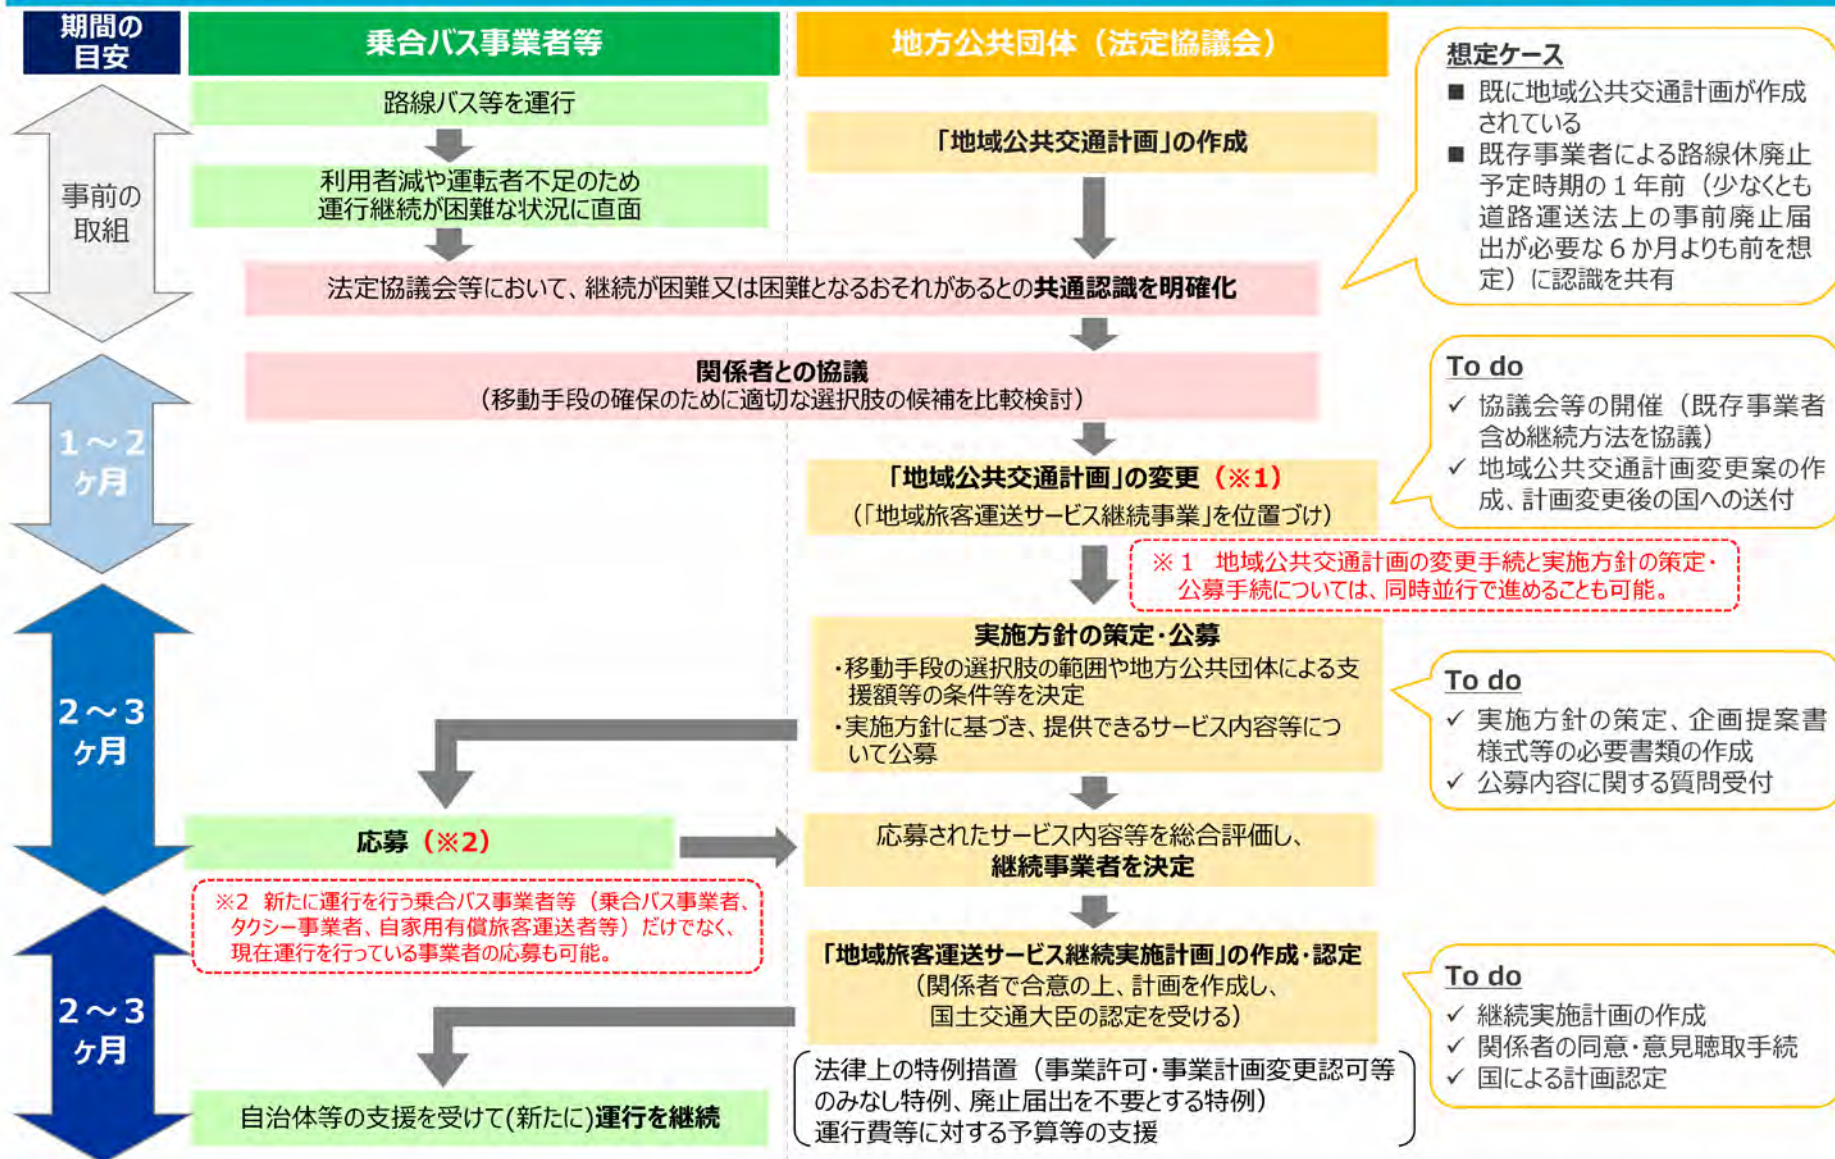 期間の
目安
乗合バス事業者等
地方公共団体（法定協議会）
事前の
取組
路線バス等を運行
利用者減や運転者不足のため
運行継続が困難な状況に直面
「地域公共交通計画」の作成
法定協議会等において、継続が困難又は困難となるおそれがあるとの共通認識を明確化
想定ケース
■ 既に地域公共交通計画が作成
されている
■ 既存事業者による路線休廃止
予定時期の１年前（少なくとも
道路運送法上の事前廃止届
出が必要な６か月よりも前を想
定）に認識を共有
１～２
ヶ月
関係者との協議
（移動手段の確保のために適切な選択肢の候補を比較検討）
「地域公共交通計画」の変更（※1）
（「地域旅客運送サービス継続事業」を位置づけ）
To do
✓ 協議会等の開催（既存事業者
含め継続方法を協議）
✓ 地域公共交通計画変更案の作
成、計画変更後の国への送付
※１ 地域公共交通計画の変更手続と実施方針の策定・
公募手続については、同時並行で進めることも可能。
２～３
ヶ月
実施方針の策定・公募
・移動手段の選択肢の範囲や地方公共団体による支
援額等の条件等を決定
・実施方針に基づき、提供できるサービス内容等につ
いて公募
To do
✓ 実施方針の策定、企画提案書
様式等の必要書類の作成
✓ 公募内容に関する質問受付
応募（※2）
応募されたサービス内容等を総合評価し、
継続事業者を決定
※2 新たに運行を行う乗合バス事業者等（乗合バス事業者、
タクシー事業者、自家用有償旅客運送者等）だけでなく、
現在運行を行っている事業者の応募も可能。
２～３
ヶ月
「地域旅客運送サービス継続実施計画」の作成・認定
（関係者で合意の上、計画を作成し、
国土交通大臣の認定を受ける）
To do
✓ 継続実施計画の作成
✓ 関係者の同意・意見聴取手続
✓ 国による計画認定
自治体等の支援を受けて(新たに)運行を継続
法律上の特例措置（事業許可・事業計画変更認可等
のみなし特例、廃止届出を不要とする特例）
運行費等に対する予算等の支援